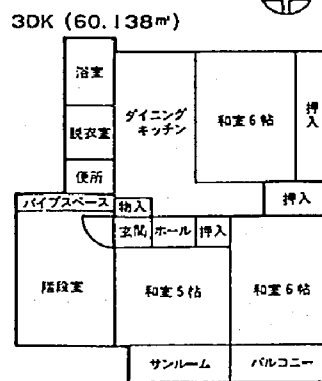 3DK (60.138㎡)
浴室
ダイニング
キッチン
和室6帖
押入
脱衣室
便所
押入
パイプスペース
物入
玄関
ホール
押入
階段室
和室5帖
和室6帖
サンルーム
バルコニー